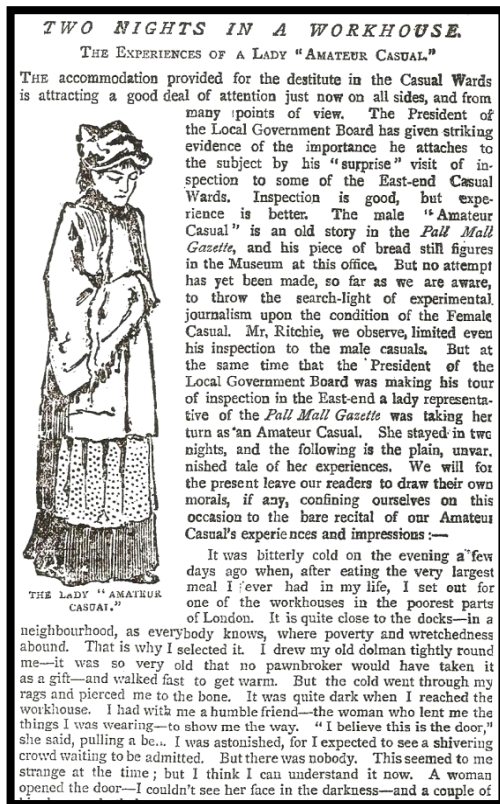 TWO NIGHTS IN A WORKHOUSE.
THE EXPERIENCES OF A LADY "AMATEUR CASUAL."
THE accommodation provided for the destitute in the Casual Wards
is attracting a good deal of attention just now on all sides, and from
many points of view. The President of
the Local Government Board has given striking
evidence of the importance he attaches to
the subject by his "surprise" visit of in-
spection to some of the East-end Casual
Wards. Inspection is good, but expe-
rience is better. The male "Amateur
Casual" is an old story in the Pall Mall
Gazette, and his piece of bread still figures
in the Museum at this office. But no attempt
has yet been made, so far as we are aware,
to throw the search-light of experimental
journalism upon the condition of the Female
Casual. Mr. Ritchie, we observe, limited even
his inspection to the male casuals. But at
the same time that the President of the
Local Government Board was making his tour
of inspection in the East-end a lady representa-
tive of the Pall Mall Gazette was taking her
turn as an Amateur Casual. She stayed in two
nights, and the following is the plain, unvar.
nished tale of her experiences. We will for
the present leave our readers to draw their own
morals, if any, confining ourselves on this
occasion to the bare recital of our Amateur
Casual's experiences and impressions:—
THE LADY "AMATEUR
CASUAL."
It was bitterly cold on the evening a few
days ago when, after eating the very largest
meal I ever had in my life, I set out for
one of the workhouses in the poorest parts
of London. It is quite close to the docks—in a
neighbourhood, as everybody knows, where poverty and wretchedness
abound. That is why I selected it. I drew my old dolman tightly round
me—it was so very old that no pawnbroker would have taken it
as a gift—and walked fast to get warm. But the cold went through my
rags and pierced me to the bone. It was quite dark when I reached the
workhouse. I had with me a humble friend—the woman who lent me the
things I was wearing—to show me the way. "I believe this is the door,"
she said, pulling a be... I was astonished, for I expected to see a shivering
crowd waiting to be admitted. But there was nobody. This seemed to me
strange at the time; but I think I can understand it now. A woman
opened the door—I couldn't see her face in the darkness—and a couple of